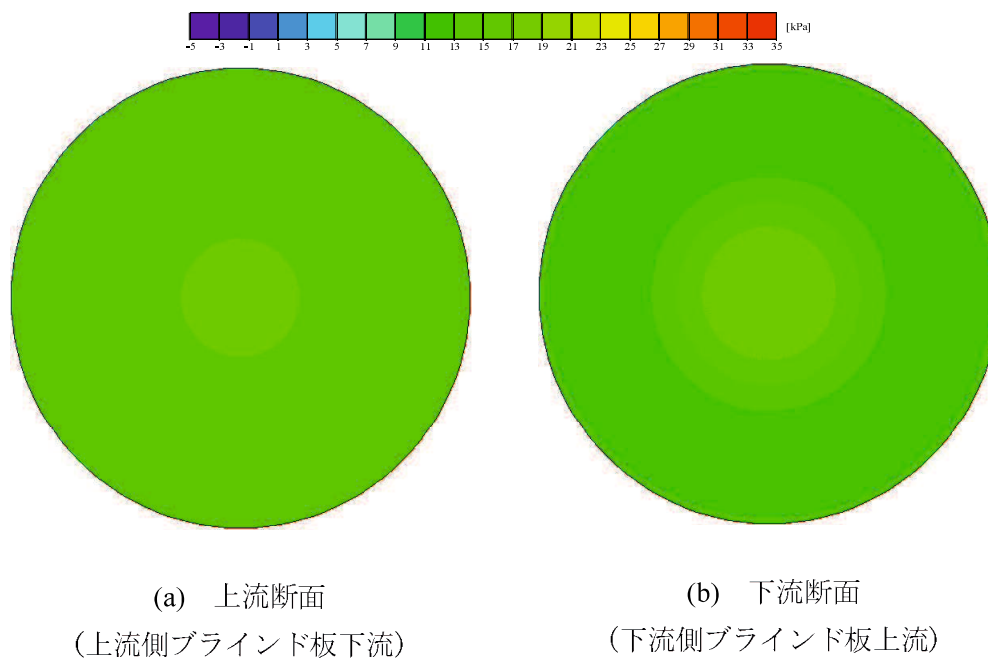 [kPa]
-5 -3 -1 1 3 5 7 9 11 13 15 17 19 21 23 25 27 29 31 33 35
(a) 上流断面
(上流側ブラインド板下流)
(b) 下流断面
(下流側ブラインド板上流)